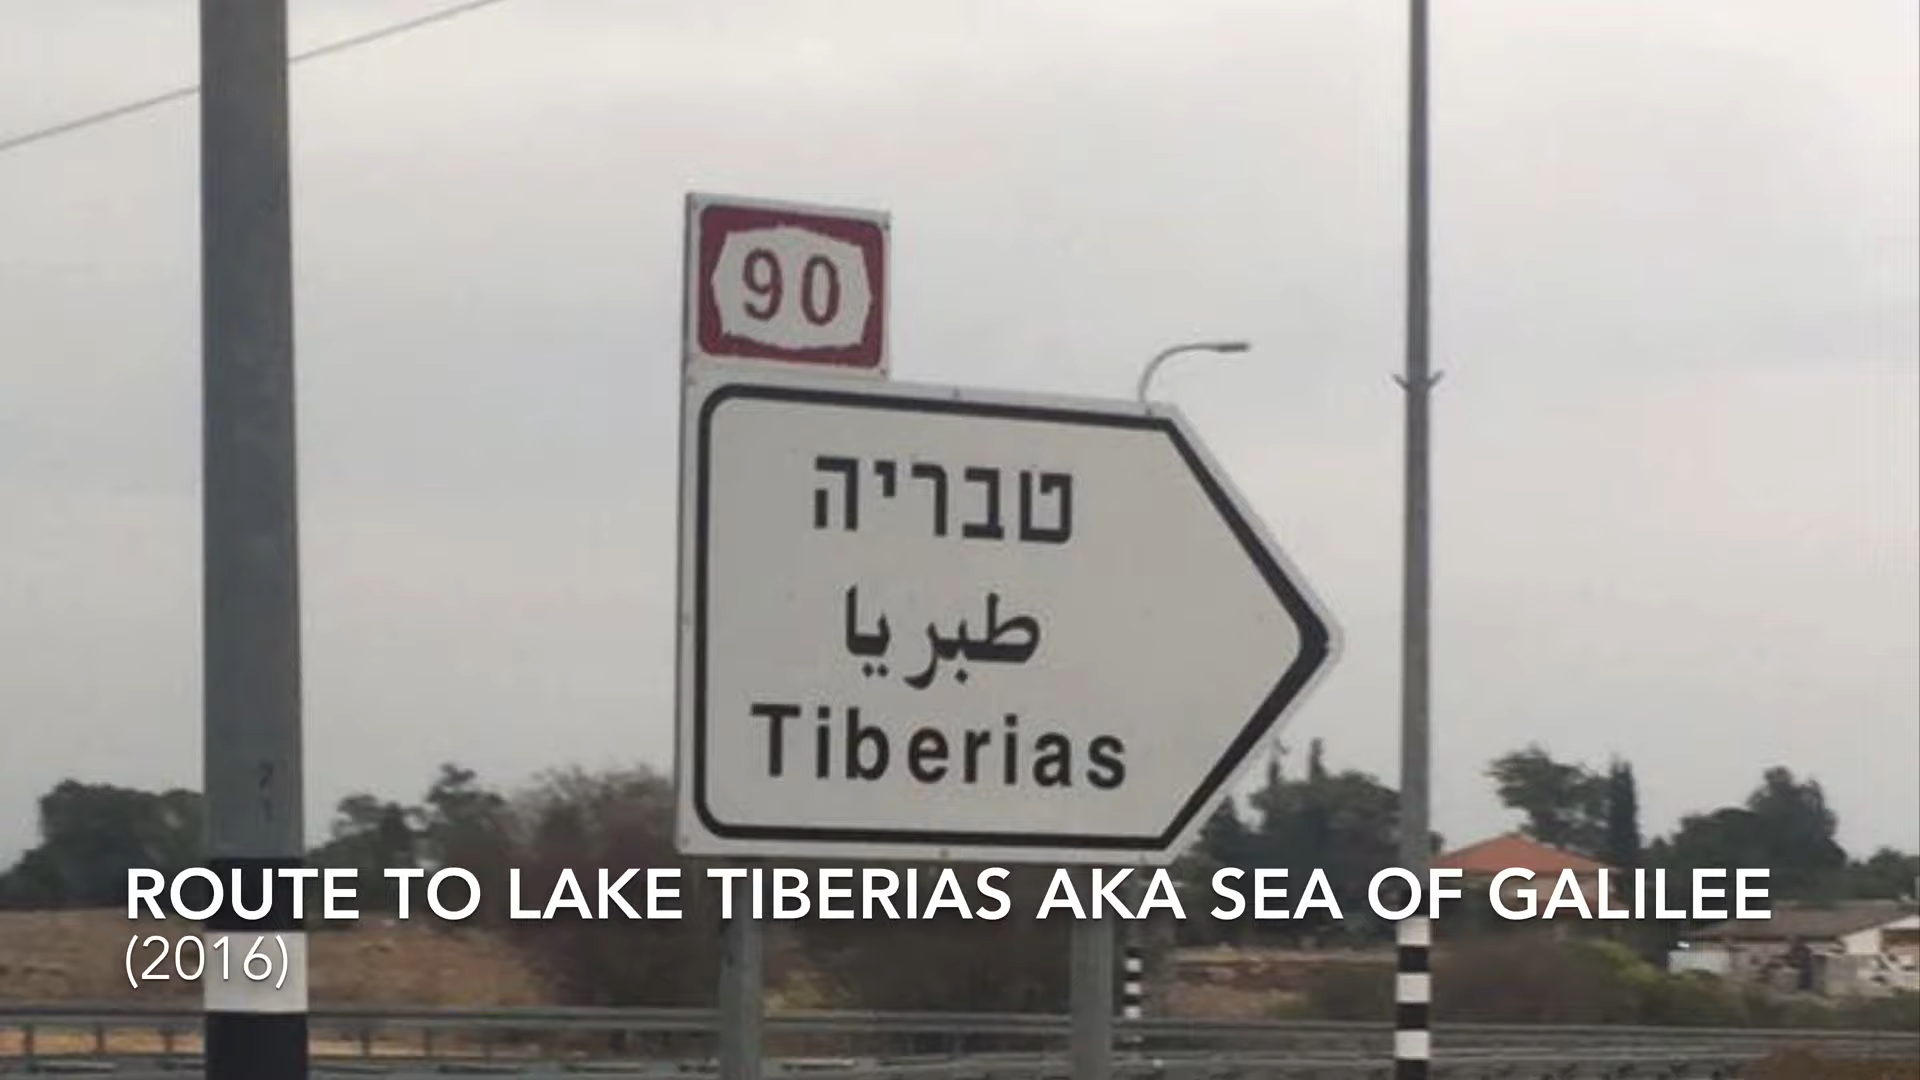 90
טבריה
طبريا
Tiberias
ROUTE TO LAKE TIBERIAS AKA SEA OF GALILEE
(2016)